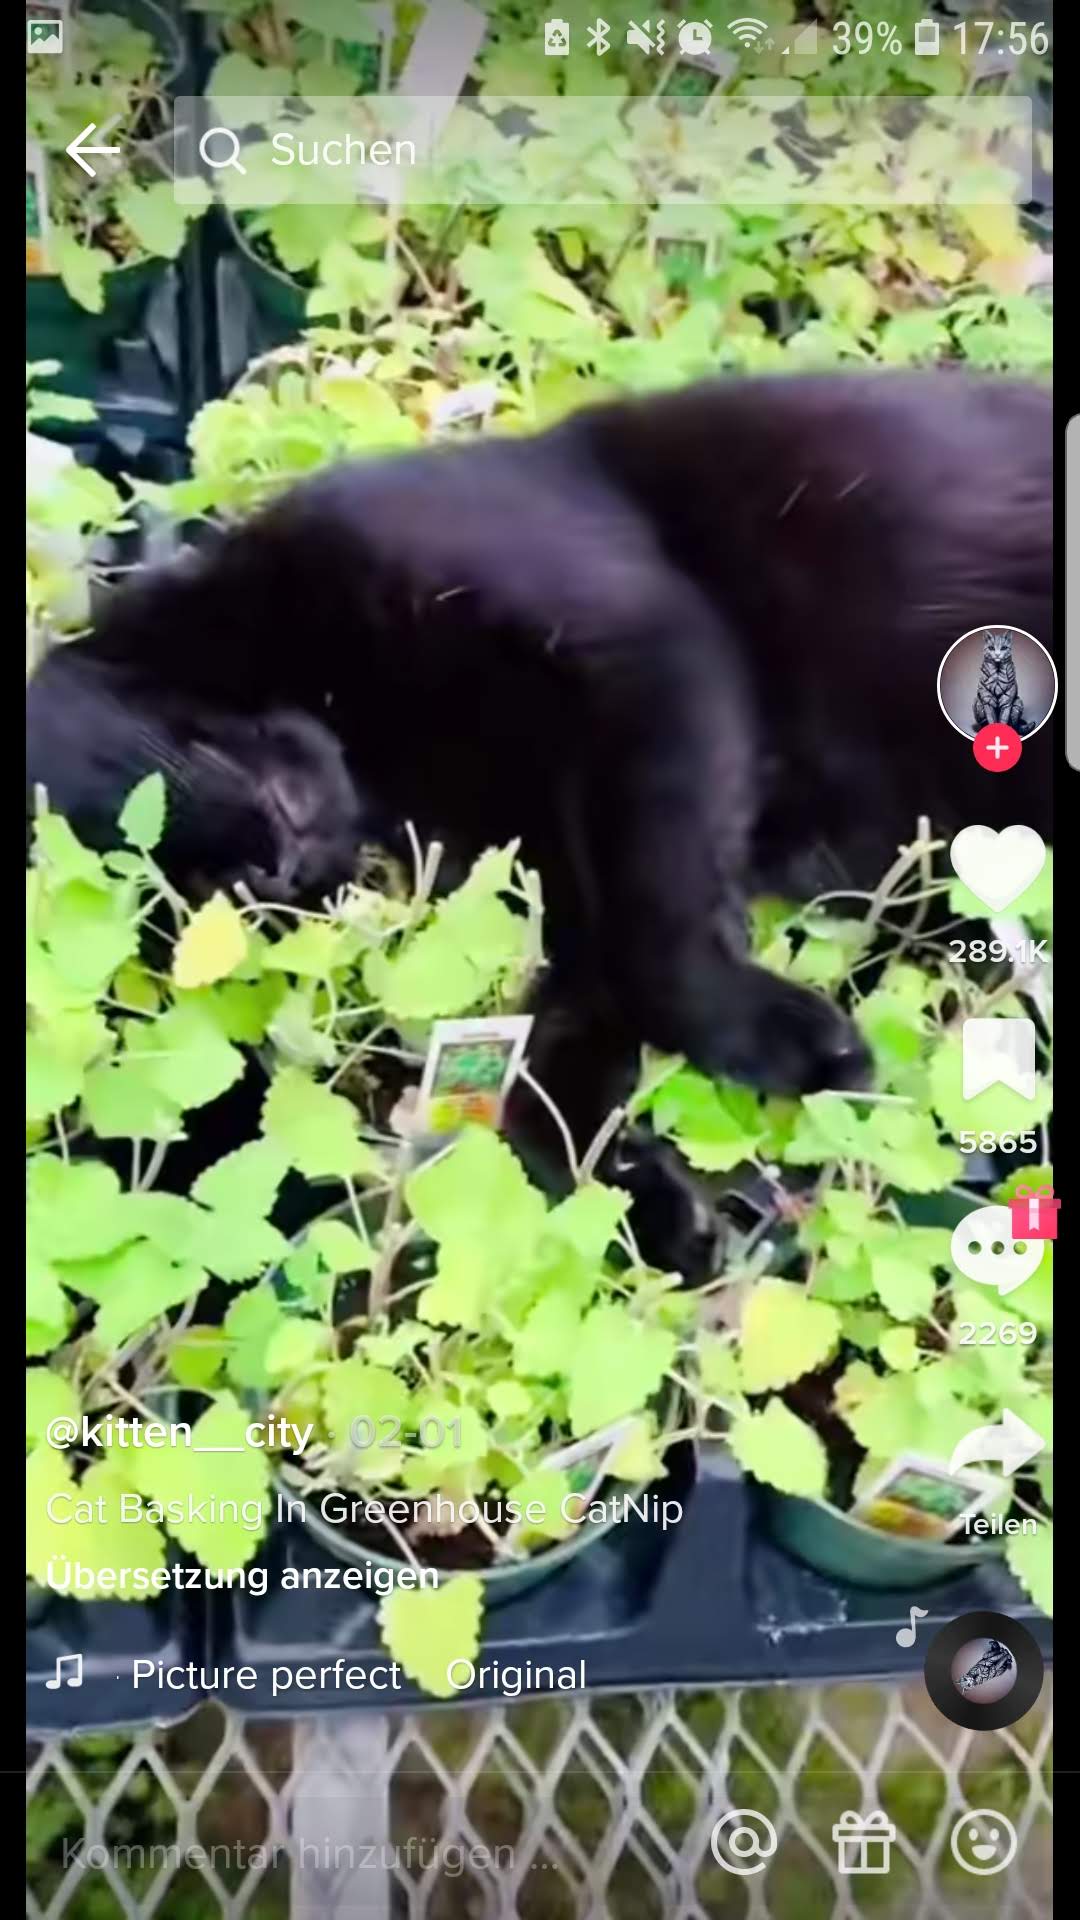 39% 17:56
Suchen
289.1K
5865
2269
@kitten__city · 02-01
Cat Basking In Greenhouse CatNip
Teilen
Übersetzung anzeigen
· Picture perfect Original
Kommentar hinzufügen ...